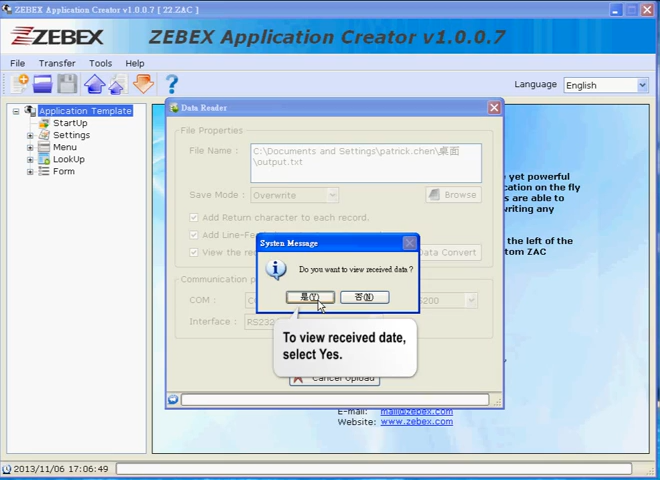 ZEBEX Application Creator v1.0.0.7 [ 22.ZAC ]
ZEBEX
ZEBEX Application Creator v1.0.0.7
File Transfer Tools Help
Language English
Application Template
StartUp
Settings
Menu
LookUp
Form
Data Reader
File Properties
File Name : C:\Documents and Settings\patrick.chen\桌面
\output.txt
Save Mode : Overwrite Browse
Add Return character to each record.
Add Line-Fe
View the re Data Convert
Communication p
COM :
Interface : RS232
Cancel Upload
System Message
Do you want to view received data ?
是(Y) 否(N)
To view received date,
select Yes.
yet powerful
cation on the fly
s are able to
writing any
the left of the
tom ZAC
E-mail: mail@zebex.com
Website: www.zebex.com
2013/11/06 17:06:49